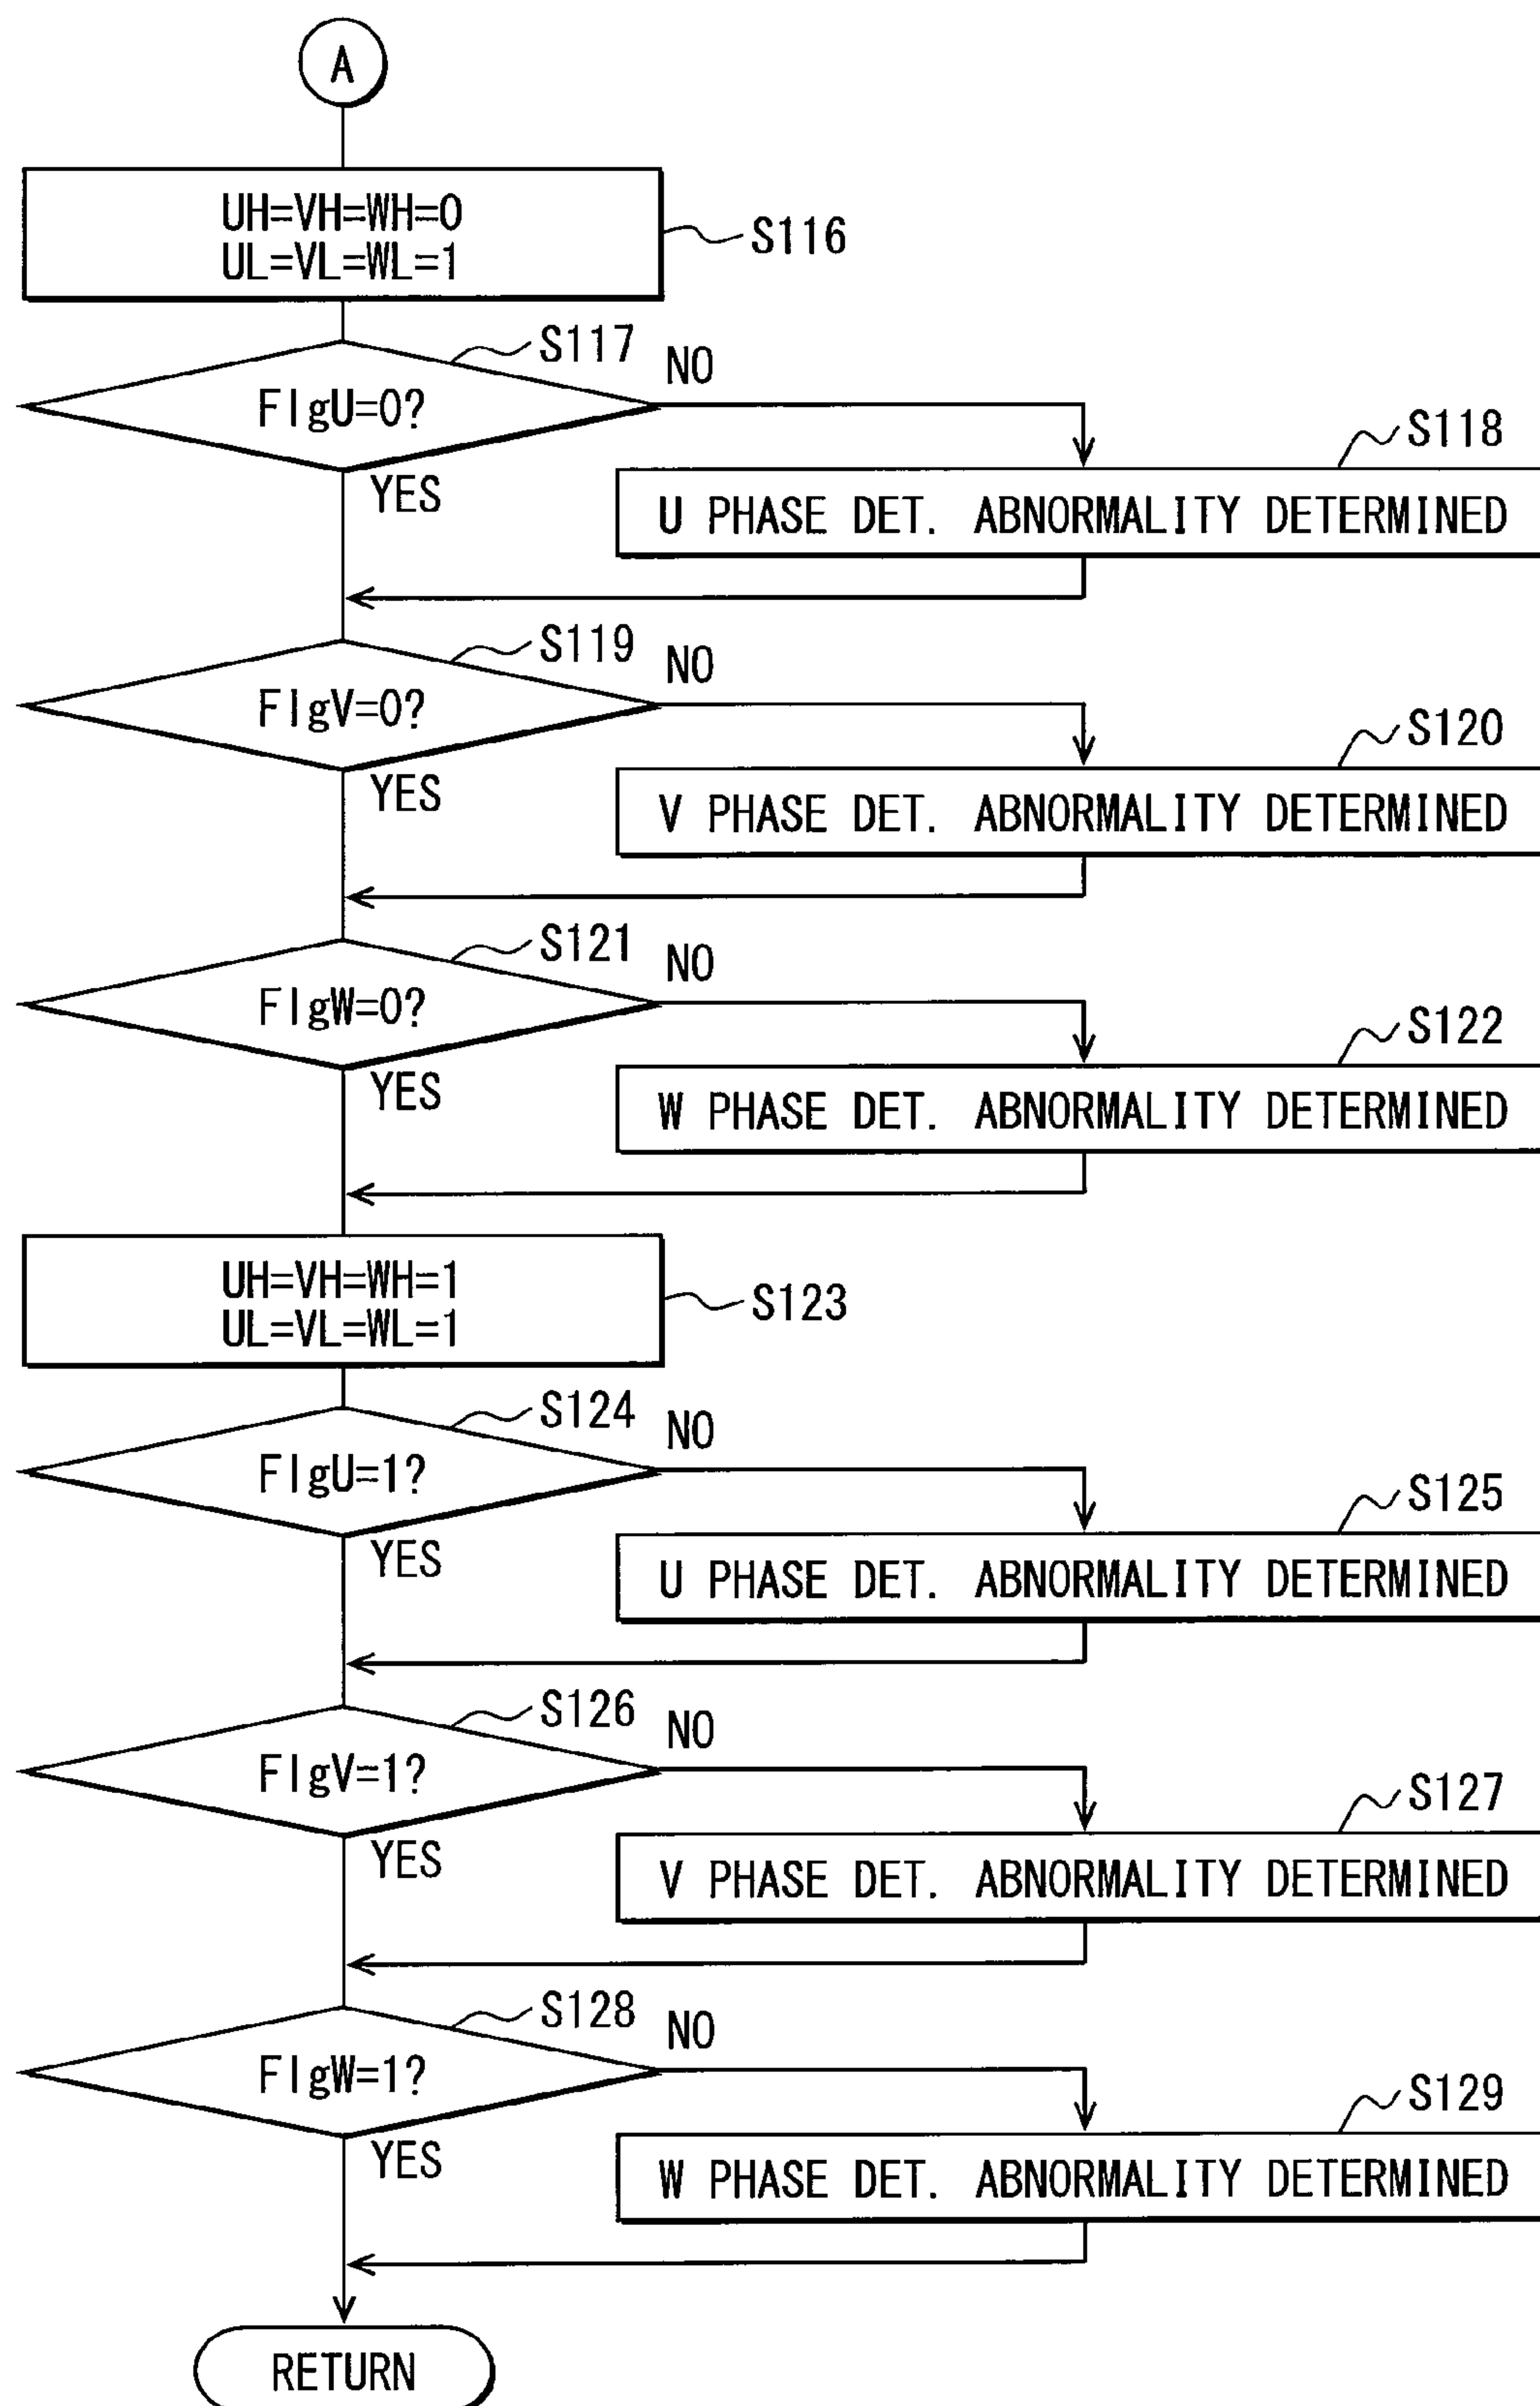 A
UH=VH=WH=0
UL=VL=WL=1
S116
S117
FlgU=0?
NO
YES
S118
U PHASE DET. ABNORMALITY DETERMINED
S119
FlgV=0?
NO
YES
S120
V PHASE DET. ABNORMALITY DETERMINED
S121
FlgW=0?
NO
YES
S122
W PHASE DET. ABNORMALITY DETERMINED
UH=VH=WH=1
UL=VL=WL=1
S123
S124
FlgU=1?
NO
YES
S125
U PHASE DET. ABNORMALITY DETERMINED
S126
FlgV=1?
NO
YES
S127
V PHASE DET. ABNORMALITY DETERMINED
S128
FlgW=1?
NO
YES
S129
W PHASE DET. ABNORMALITY DETERMINED
RETURN